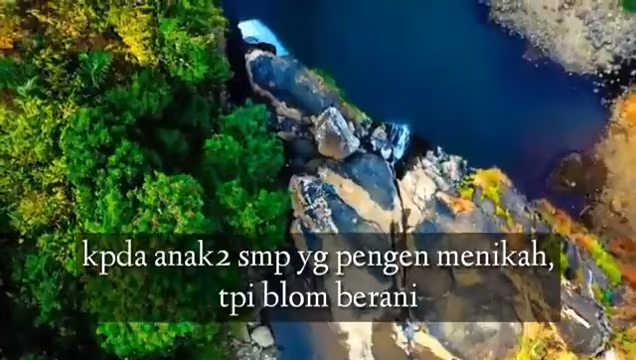 kpda anak2 smp yg pengen menikah,
tpi blom berani